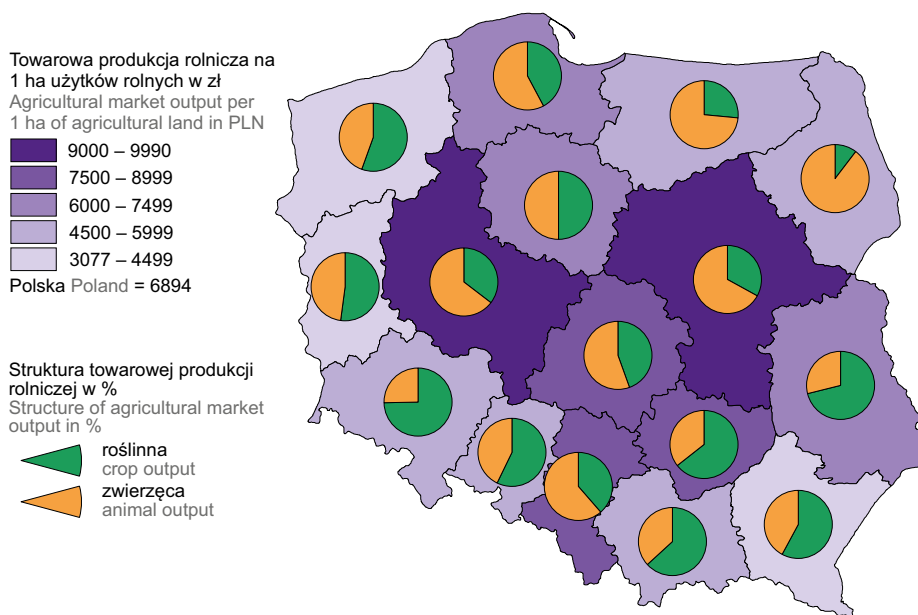 Towarowa produkcja rolnicza na
1 ha użytków rolnych w zł
Agricultural market output per
1 ha of agricultural land in PLN
9000 – 9990
7500 – 8999
6000 – 7499
4500 – 5999
3077 – 4499
Polska Poland = 6894
Struktura towarowej produkcji
rolniczej w %
Structure of agricultural market
output in %
roślinna
crop output
zwierzęca
animal output